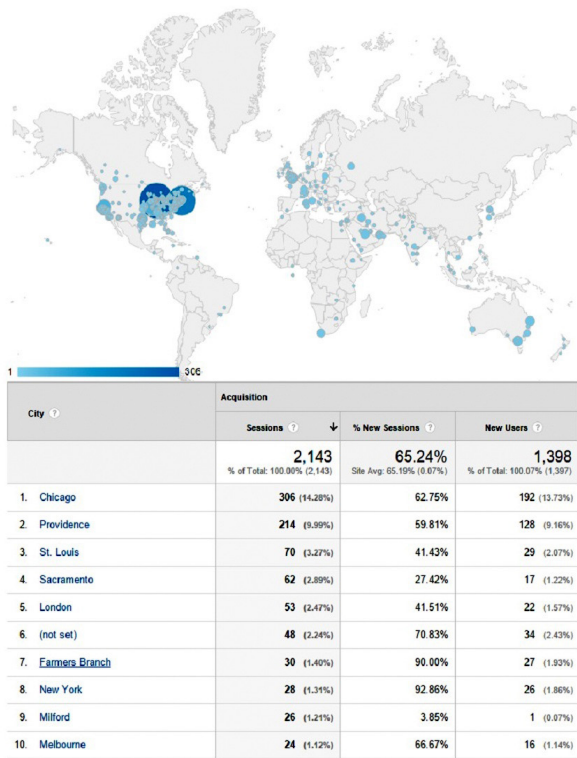 1 306
City ?
Acquisition
Sessions ? ↓ % New Sessions ? New Users ?
2,143 65.24% 1,398
% of Total: 100.00% (2,143) Site Avg: 65.19% (0.07%) % of Total: 100.07% (1,397)
1. Chicago 306 (14.28%) 62.75% 192 (13.73%)
2. Providence 214 (9.99%) 59.81% 128 (9.16%)
3. St. Louis 70 (3.27%) 41.43% 29 (2.07%)
4. Sacramento 62 (2.89%) 27.42% 17 (1.22%)
5. London 53 (2.47%) 41.51% 22 (1.57%)
6. (not set) 48 (2.24%) 70.83% 34 (2.43%)
7. Farmers Branch 30 (1.40%) 90.00% 27 (1.93%)
8. New York 28 (1.31%) 92.86% 26 (1.86%)
9. Milford 26 (1.21%) 3.85% 1 (0.07%)
10. Melbourne 24 (1.12%) 66.67% 16 (1.14%)